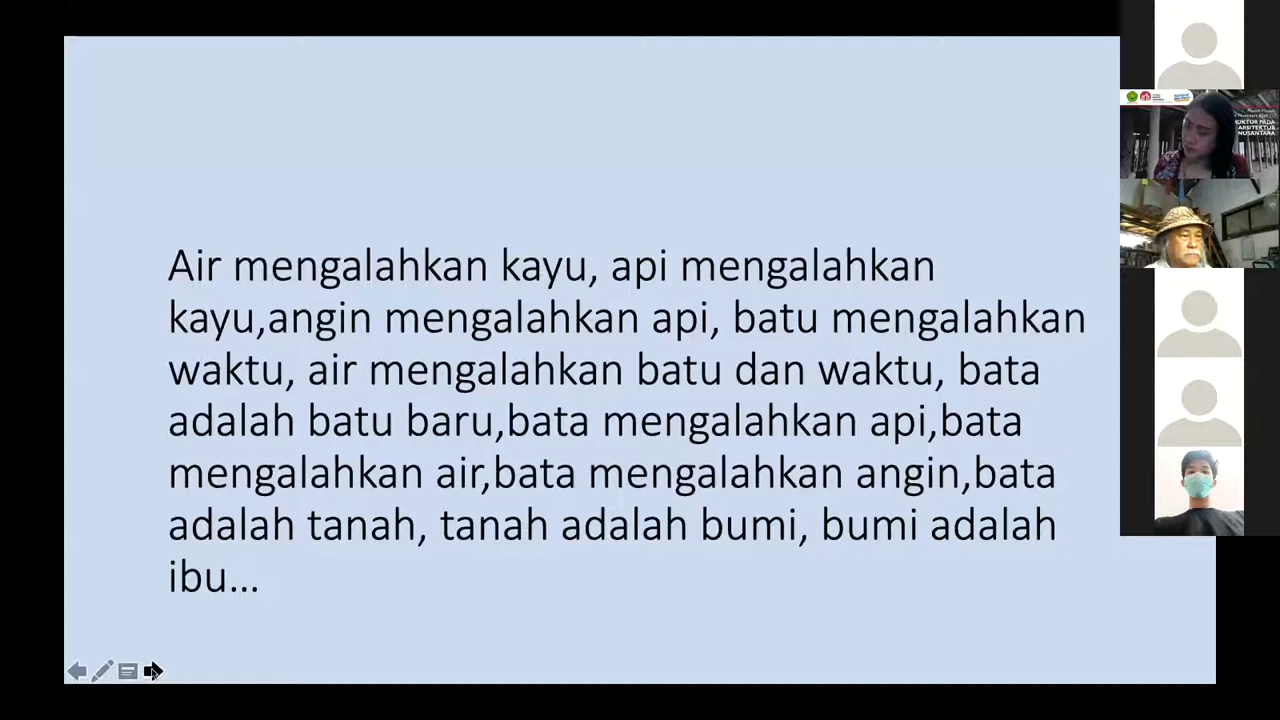 Air mengalahkan kayu, api mengalahkan
kayu,angin mengalahkan api, batu mengalahkan
waktu, air mengalahkan batu dan waktu, bata
adalah batu baru,bata mengalahkan api,bata
mengalahkan air,bata mengalahkan angin,bata
adalah tanah, tanah adalah bumi, bumi adalah
ibu...
ARSITEKTUR
NUSANTARA